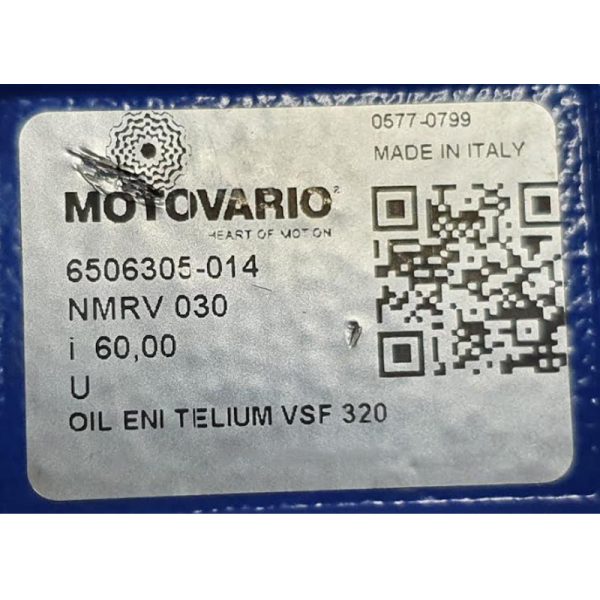 0577-0799
MADE IN ITALY
MOTOVARIO
HEART OF MOTION
6506305-014
NMRV 030
i 60,00
U
OIL ENI TELIUM VSF 320